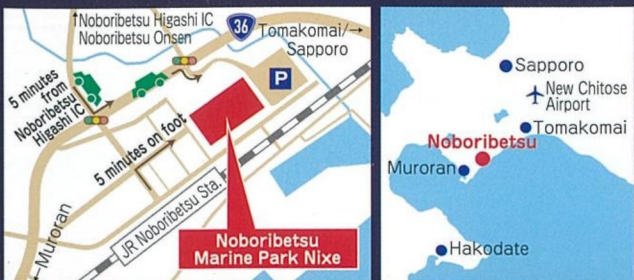 ↑Noboribetsu Higashi IC
Noboribetsu Onsen
36
Tomakomai/→
Sapporo
P
5 minutes
from
Noboribetsu
Higashi IC
5 minutes on foot
JR Noboribetsu Sta.
←Muroran
Noboribetsu
Marine Park Nixe
Sapporo
New Chitose
Airport
Tomakomai
Noboribetsu
Muroran
Hakodate